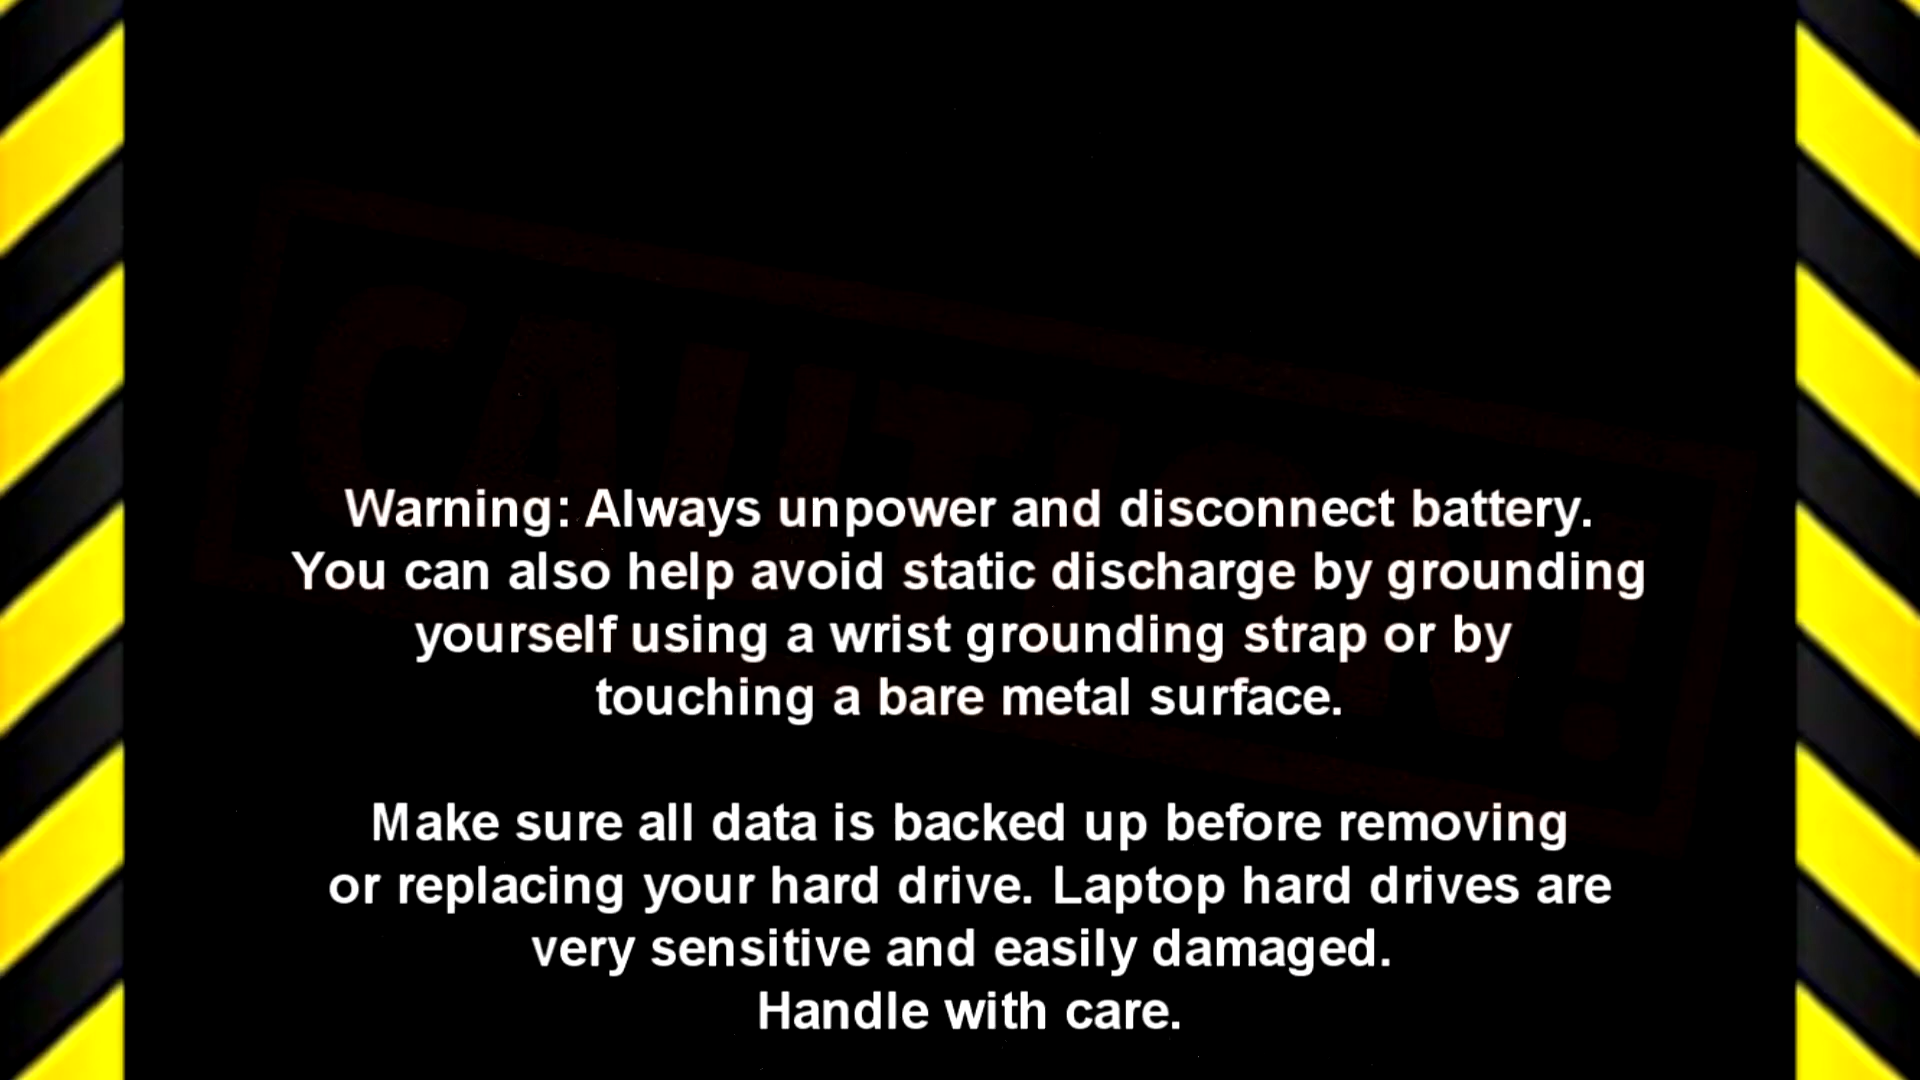 CAUTION!
Warning: Always unpower and disconnect battery.
You can also help avoid static discharge by grounding
yourself using a wrist grounding strap or by
touching a bare metal surface.
Make sure all data is backed up before removing
or replacing your hard drive. Laptop hard drives are
very sensitive and easily damaged.
Handle with care.